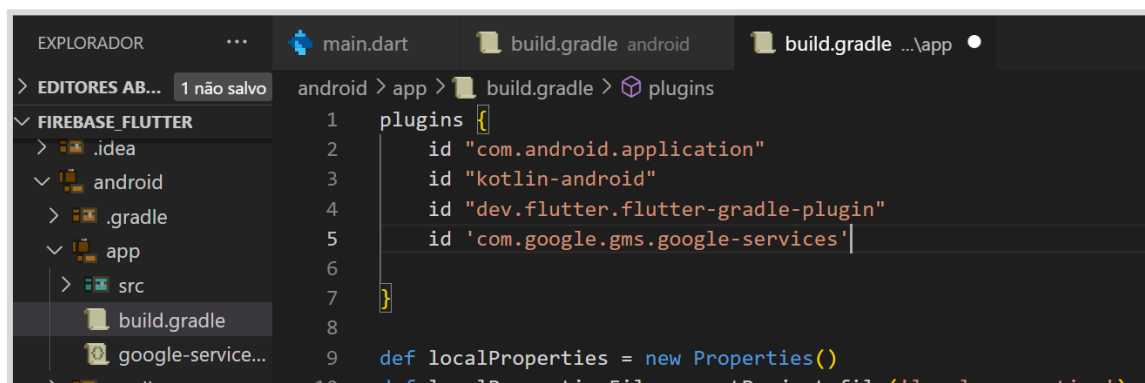 EXPLORADOR ...
main.dart
build.gradle android
build.gradle ...\app
EDITORES AB... 1 não salvo
android > app > build.gradle > plugins
FIREBASE_FLUTTER
.idea
android
.gradle
app
src
build.gradle
google-service...
1 plugins {
2 id "com.android.application"
3 id "kotlin-android"
4 id "dev.flutter.flutter-gradle-plugin"
5 id 'com.google.gms.google-services'
6
7 }
8
9 def localProperties = new Properties()